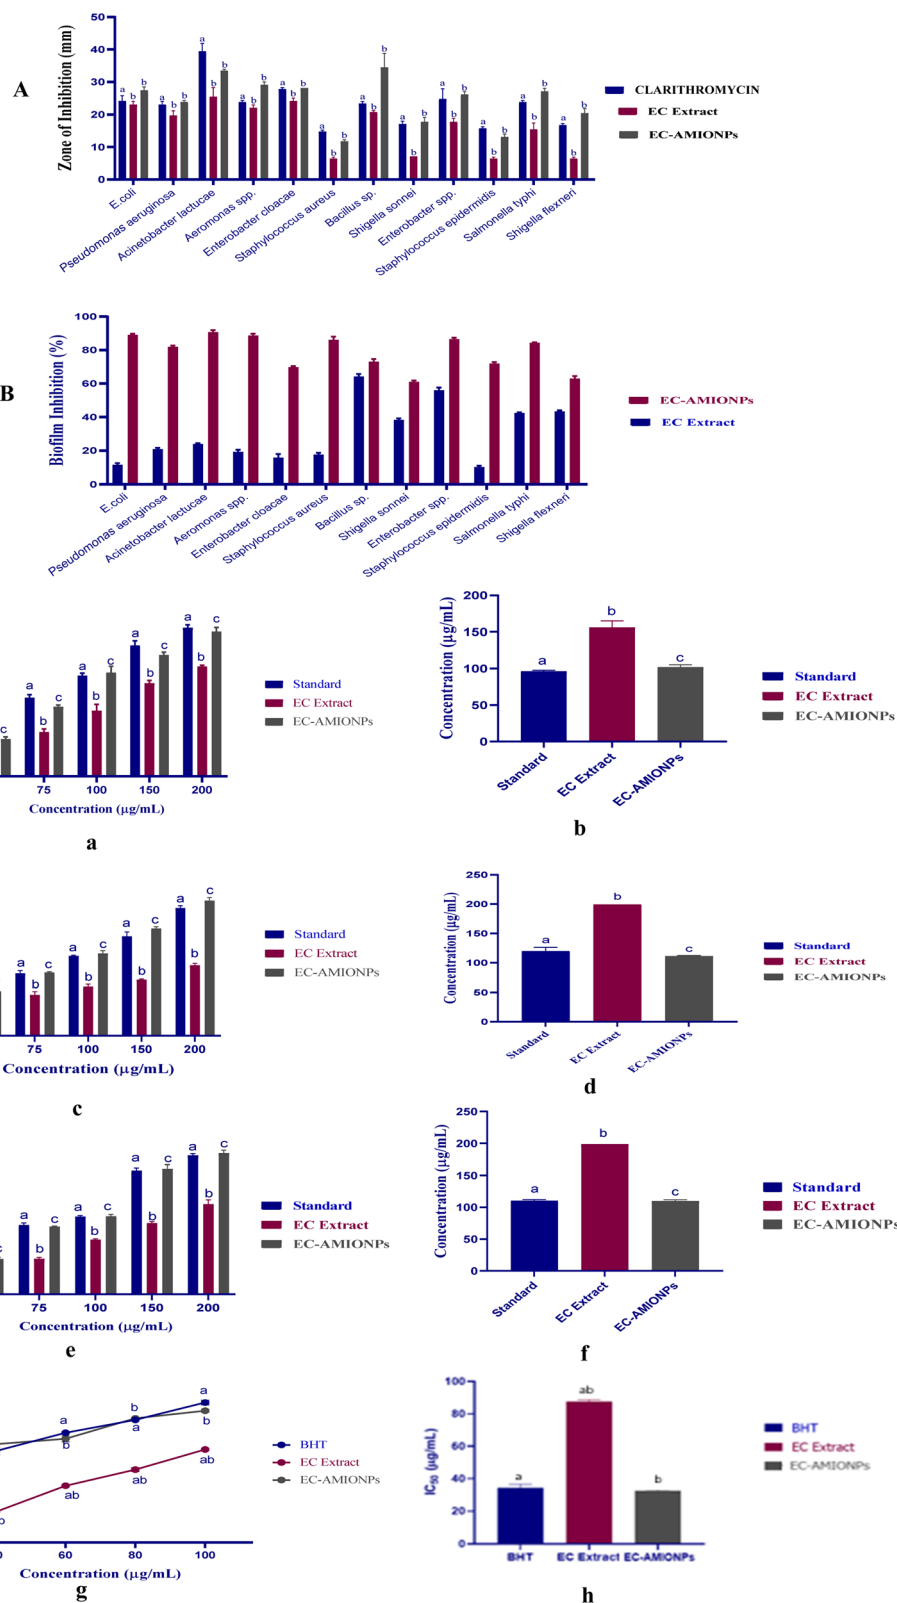 A
Zone of Inhibition (mm)
50
40
30
20
10
0
a b b a b b a b b a b b a b b a b b a b b a b b a b b a b b a b b a b b
E.coli
Pseudomonas aeruginosa
Acinetobacter lactucae
Aeromonas spp.
Enterobacter cloacae
Staphylococcus aureus
Bacillus sp.
Shigella sonnei
Enterobacter spp.
Staphylococcus epidermidis
Salmonella typhi
Shigella flexneri
CLARITHROMYCIN
EC Extract
EC-AMIONPs
B
Biofilm Inhibition (%)
100
80
60
40
20
0
E.coli
Pseudomonas aeruginosa
Acinetobacter lactucae
Aeromonas spp.
Enterobacter cloacae
Staphylococcus aureus
Bacillus sp.
Shigella sonnei
Enterobacter spp.
Staphylococcus epidermidis
Salmonella typhi
Shigella flexneri
EC-AMIONPs
EC Extract
c a b c a b c a b c a b c
75 100 150 200
Concentration (µg/mL)
Standard
EC Extract
EC-AMIONPs
a
Concentration (µg/mL)
200
150
100
50
0
a b c
Standard
EC Extract
EC-AMIONPs
Standard
EC Extract
EC-AMIONPs
b
a b c a b c a b c a b c
75 100 150 200
Concentration (µg/mL)
Standard
EC Extract
EC-AMIONPs
c
Concentration (µg/mL)
250
200
150
100
50
0
a b c
Standard
EC Extract
EC-AMIONPs
Standard
EC Extract
EC-AMIONPs
d
c a b c a b c a b c a b c
75 100 150 200
Concentration (µg/mL)
Standard
EC Extract
EC-AMIONPs
e
Concentration (µg/mL)
250
200
150
100
50
0
a b c
Standard
EC Extract
EC-AMIONPs
Standard
EC Extract
EC-AMIONPs
f
a b ab b a ab a b ab
60 80 100
Concentration (µg/mL)
BHT
EC Extract
EC-AMIONPs
g
IC50 (µg/mL)
100
80
60
40
20
0
a ab b
BHT EC Extract EC-AMIONPs
BHT
EC Extract
EC-AMIONPs
h